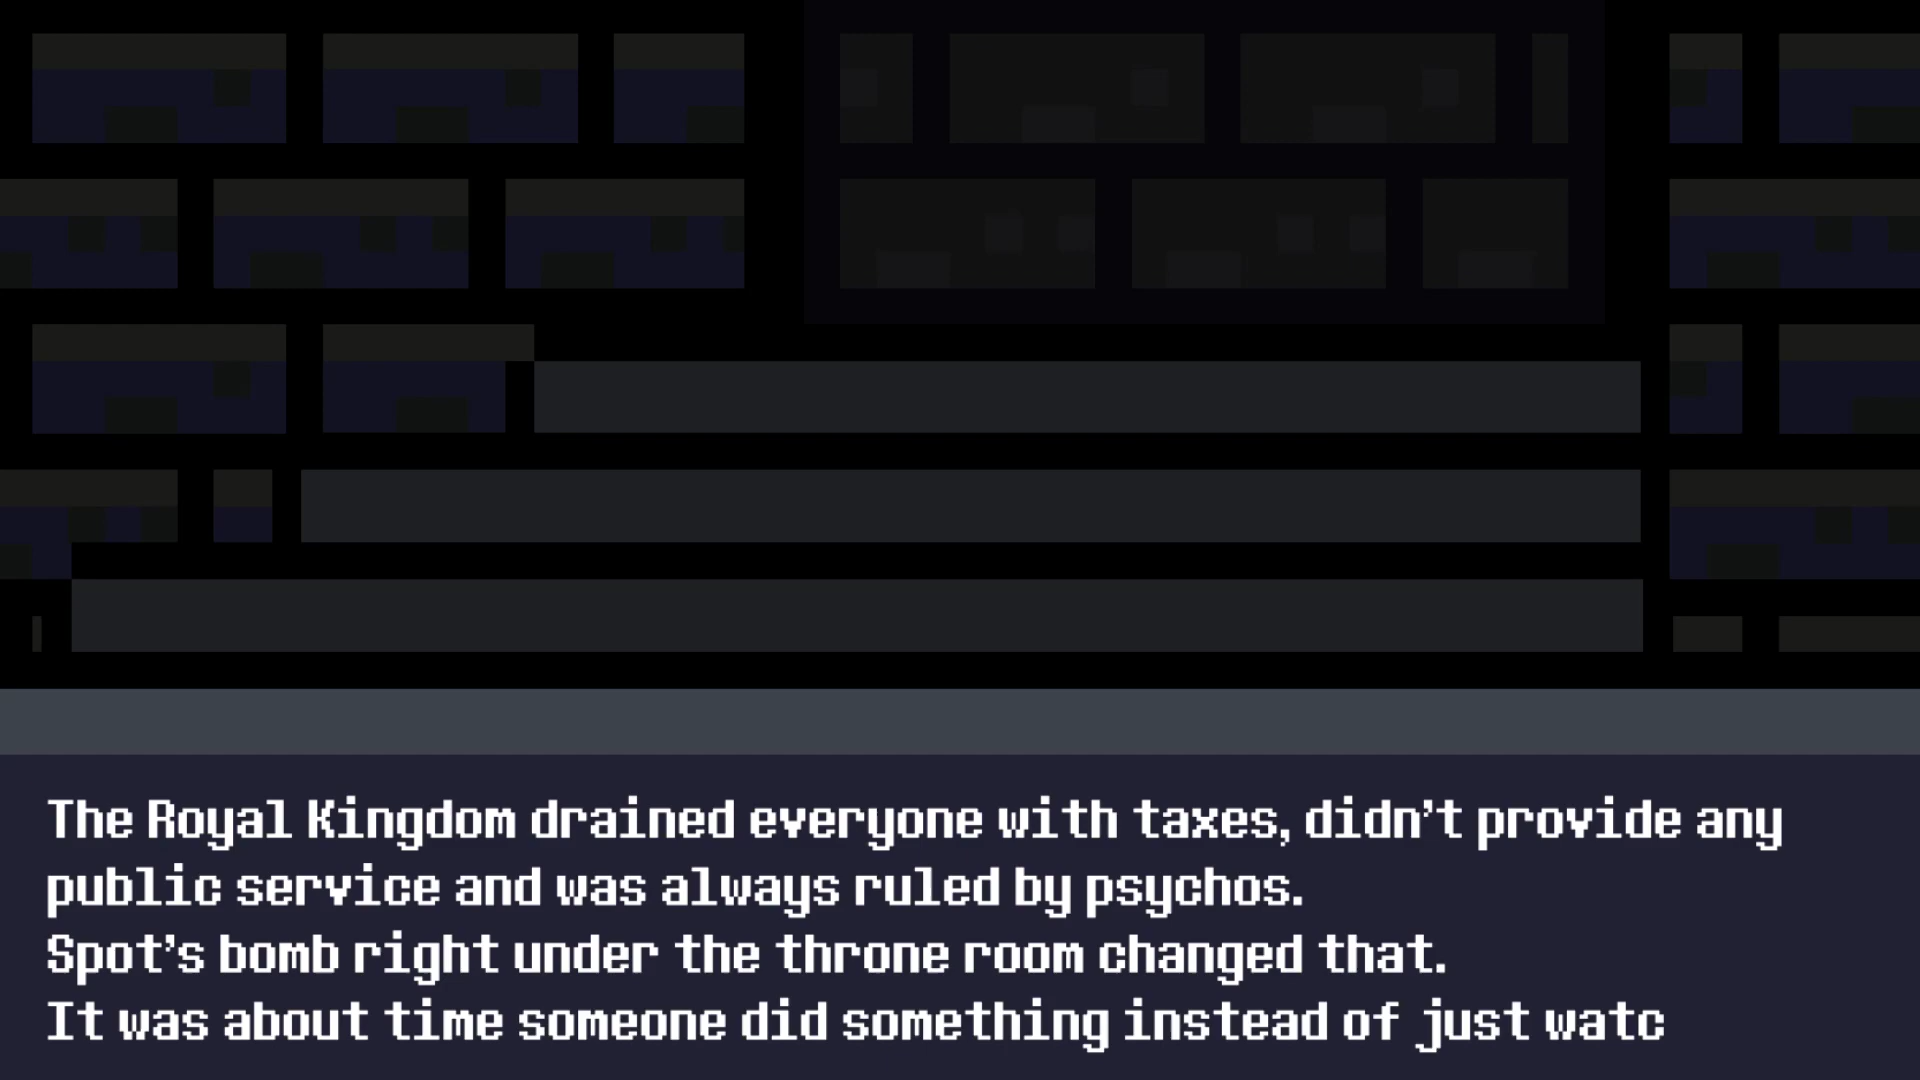 The Royal Kingdom drained everyone with taxes, didn't provide any
public service and was always ruled by psychos.
Spot's bomb right under the throne room changed that.
It was about time someone did something instead of just watc